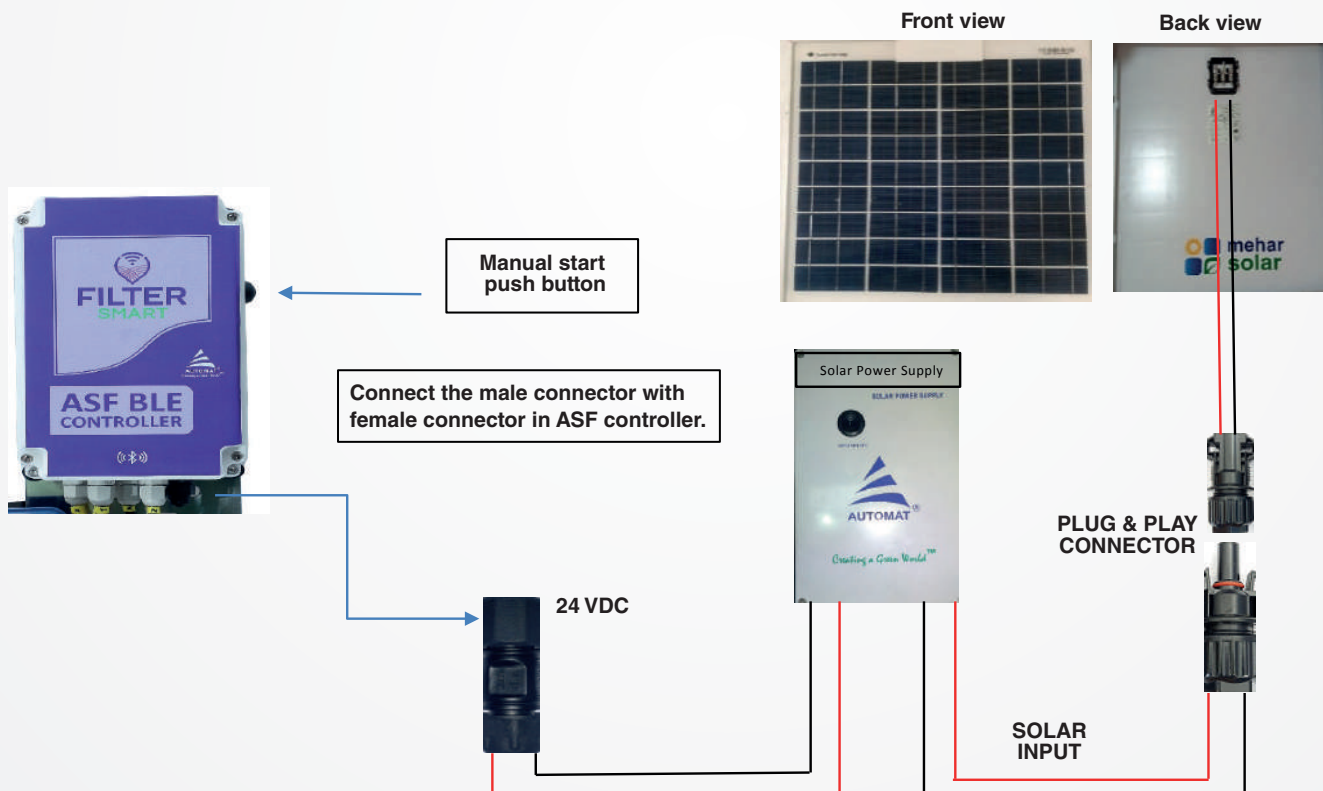 Front view
Back view
mehar
solar
Manual start
push button
FILTER
SMART
AUTOMAT
ASF BLE
CONTROLLER
Connect the male connector with
female connector in ASF controller.
Solar Power Supply
SOLAR POWER SUPPLY
AUTOMAT®
Creating a Green World™
PLUG & PLAY
CONNECTOR
24 VDC
SOLAR
INPUT